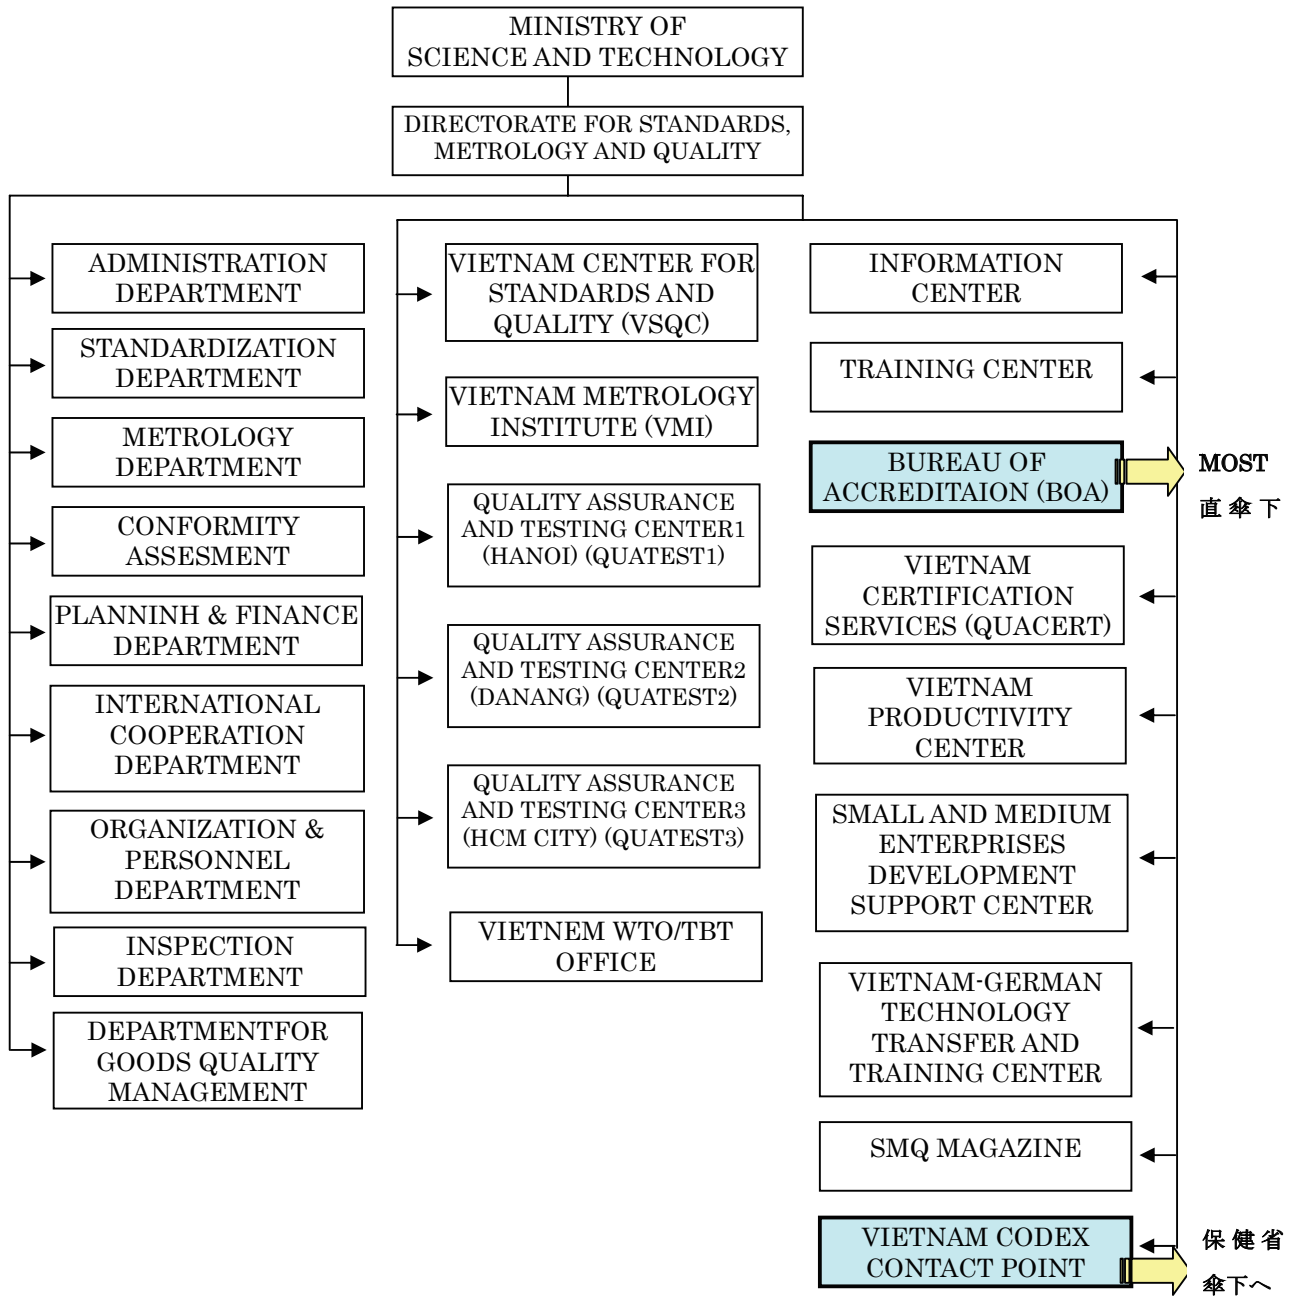 MINISTRY OF
SCIENCE AND TECHNOLOGY
DIRECTORATE FOR STANDARDS,
METROLOGY AND QUALITY
ADMINISTRATION
DEPARTMENT
STANDARDIZATION
DEPARTMENT
METROLOGY
DEPARTMENT
CONFORMITY
ASSESMENT
PLANNINH & FINANCE
DEPARTMENT
INTERNATIONAL
COOPERATION
DEPARTMENT
ORGANIZATION &
PERSONNEL
DEPARTMENT
INSPECTION
DEPARTMENT
DEPARTMENTFOR
GOODS QUALITY
MANAGEMENT
VIETNAM CENTER FOR
STANDARDS AND
QUALITY (VSQC)
VIETNAM METROLOGY
INSTITUTE (VMI)
QUALITY ASSURANCE
AND TESTING CENTER1
(HANOI) (QUATEST1)
QUALITY ASSURANCE
AND TESTING CENTER2
(DANANG) (QUATEST2)
QUALITY ASSURANCE
AND TESTING CENTER3
(HCM CITY) (QUATEST3)
VIETNEM WTO/TBT
OFFICE
INFORMATION
CENTER
TRAINING CENTER
BUREAU OF
ACCREDITAION (BOA)
MOST
直傘下
VIETNAM
CERTIFICATION
SERVICES (QUACERT)
VIETNAM
PRODUCTIVITY
CENTER
SMALL AND MEDIUM
ENTERPRISES
DEVELOPMENT
SUPPORT CENTER
VIETNAM-GERMAN
TECHNOLOGY
TRANSFER AND
TRAINING CENTER
SMQ MAGAZINE
VIETNAM CODEX
CONTACT POINT
保健省
傘下へ